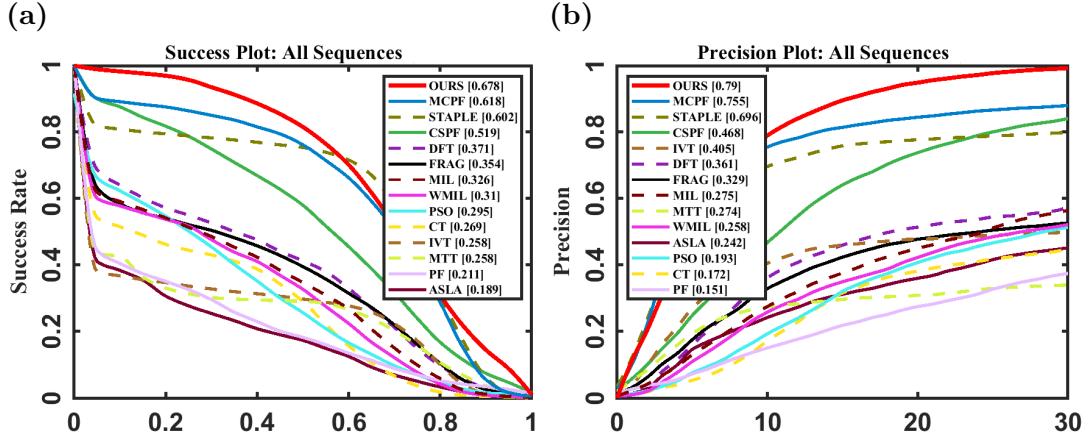 (a)
Success Plot: All Sequences
Success Rate
1
0.8
0.6
0.4
0.2
0
0 0.2 0.4 0.6 0.8 1
OURS [0.678]
MCPF [0.618]
STAPLE [0.602]
CSPF [0.519]
DFT [0.371]
FRAG [0.354]
MIL [0.326]
WMIL [0.31]
PSO [0.295]
CT [0.269]
IVT [0.258]
MTT [0.258]
PF [0.211]
ASLA [0.189]
(b)
Precision Plot: All Sequences
Precision
1
0.8
0.6
0.4
0.2
0
0 10 20 30
OURS [0.79]
MCPF [0.755]
STAPLE [0.696]
CSPF [0.468]
IVT [0.405]
DFT [0.361]
FRAG [0.329]
MIL [0.275]
MTT [0.274]
WMIL [0.258]
ASLA [0.242]
PSO [0.193]
CT [0.172]
PF [0.151]